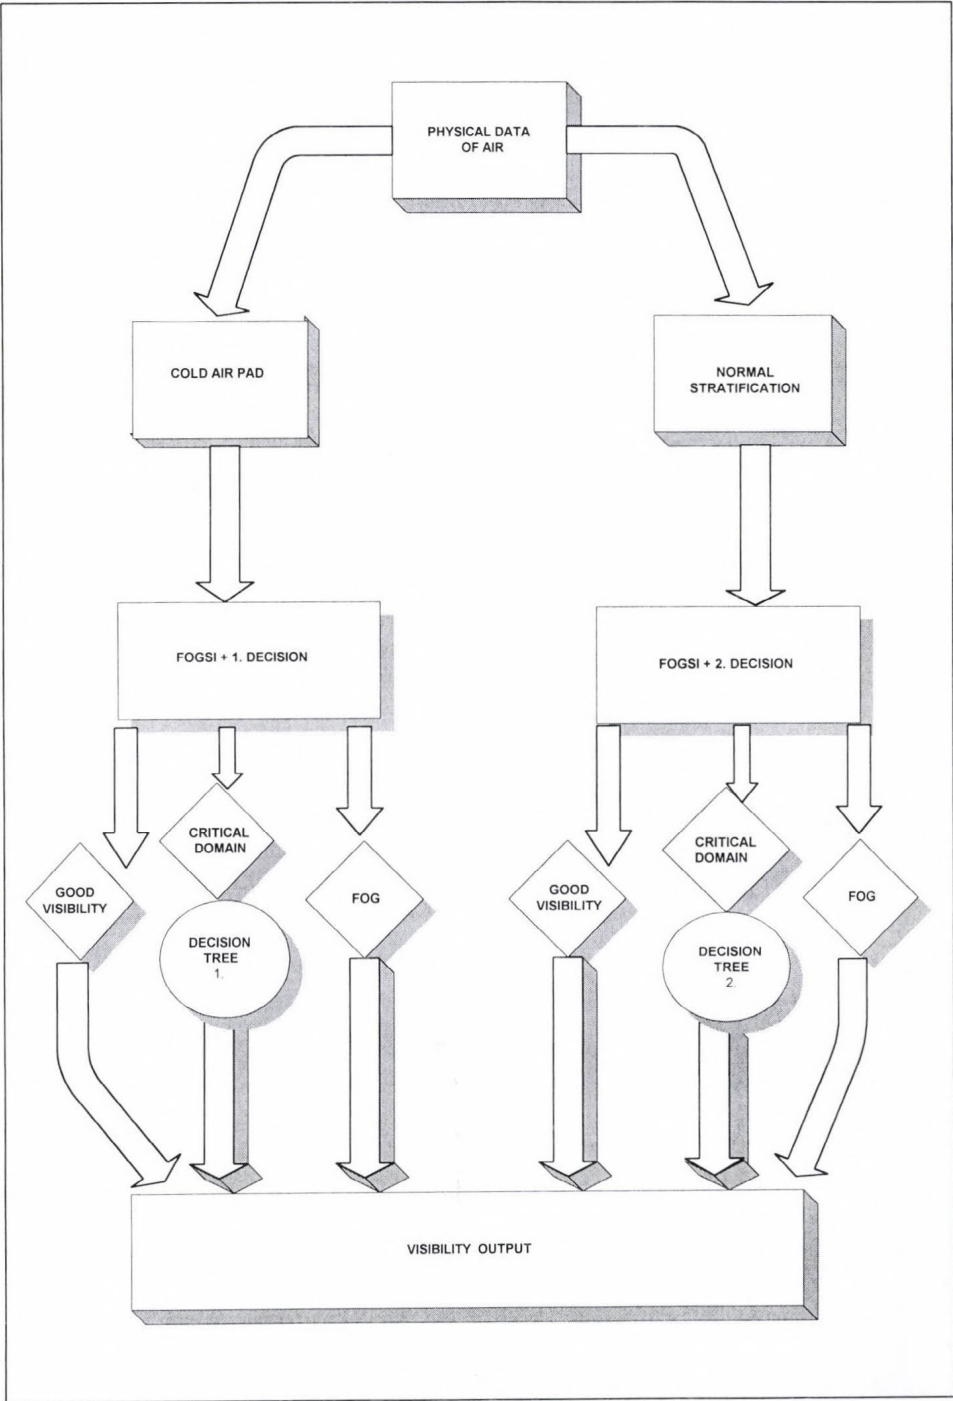 PHYSICAL DATA
OF AIR
COLD AIR PAD
NORMAL
STRATIFICATION
FOGSI + 1. DECISION
FOGSI + 2. DECISION
GOOD
VISIBILITY
CRITICAL
DOMAIN
FOG
DECISION
TREE
1.
GOOD
VISIBILITY
CRITICAL
DOMAIN
FOG
DECISION
TREE
2.
VISIBILITY OUTPUT